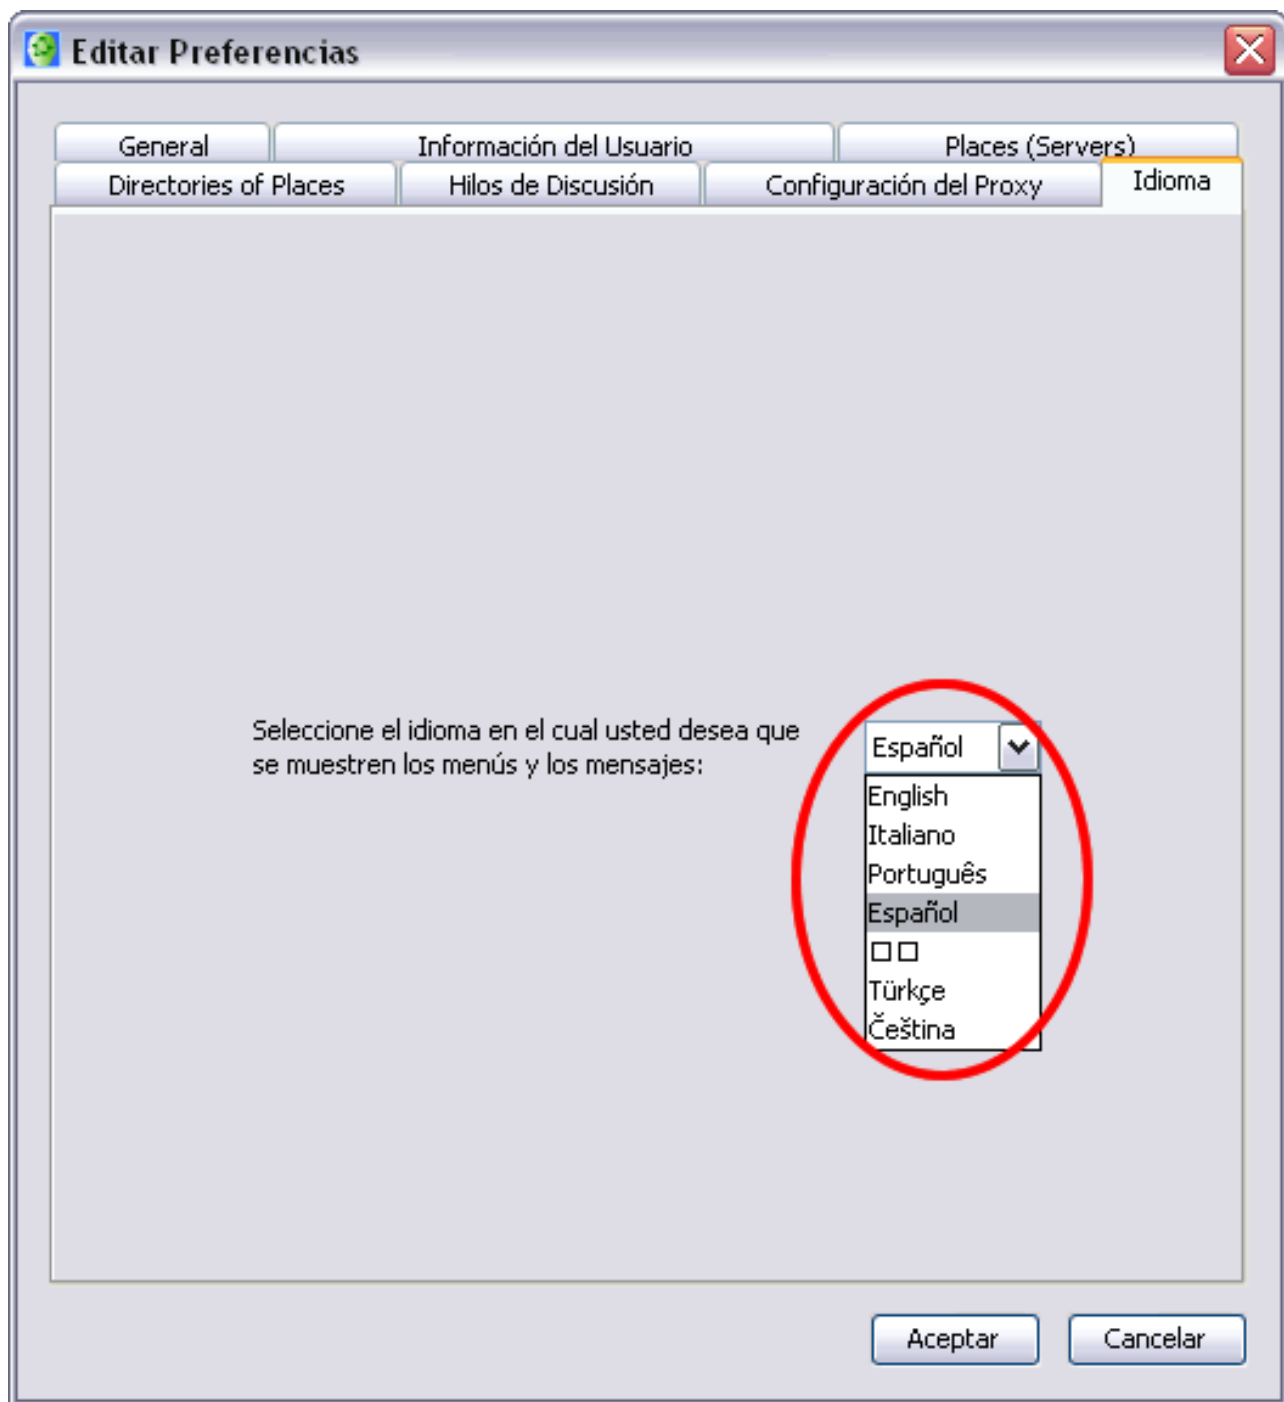 Editar Preferencias
General
Información del Usuario
Places (Servers)
Directories of Places
Hilos de Discusión
Configuración del Proxy
Idioma
Seleccione el idioma en el cual usted desea que
se muestren los menús y los mensajes:
Español
English
Italiano
Português
Español
□□
Türkçe
Čeština
Aceptar
Cancelar